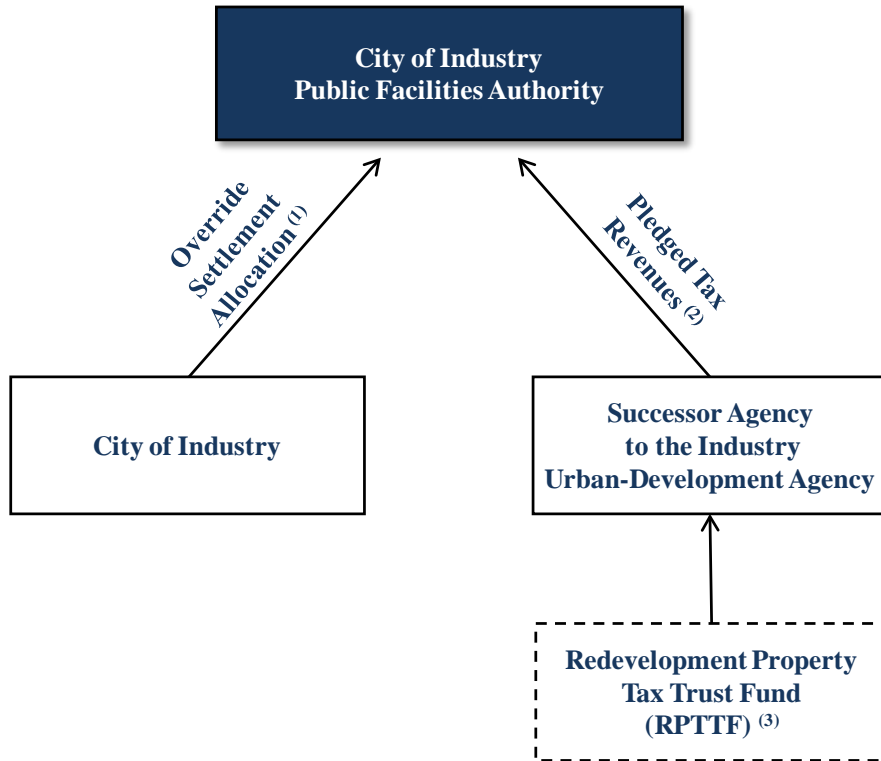 City of Industry
Public Facilities Authority
Override
Settlement
Allocation (1)
Pledged Tax
Revenues (2)
City of Industry
Successor Agency
to the Industry
Urban-Development Agency
Redevelopment Property
Tax Trust Fund
(RPTTF) (3)